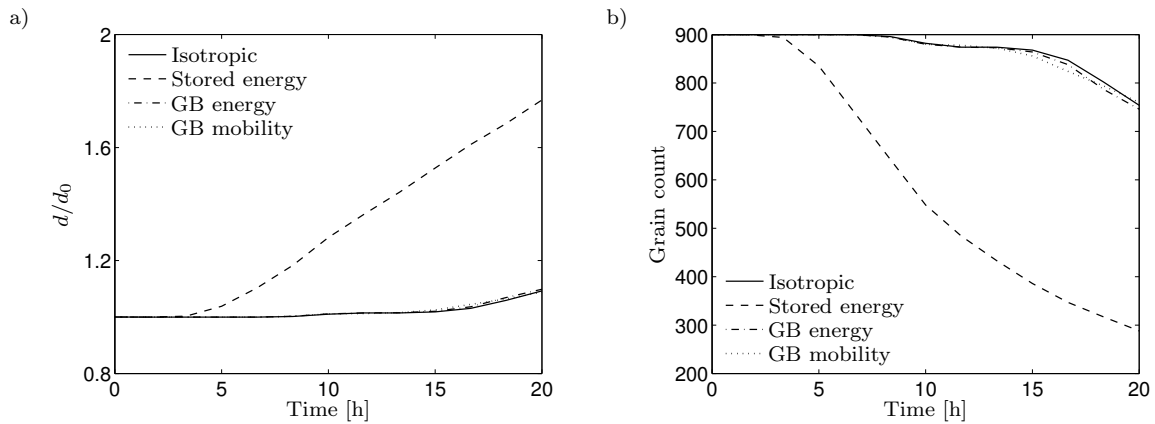 a)
2
1.6
1.2
0.8
d/d0
Isotropic
Stored energy
GB energy
GB mobility
0 5 10 15 20
Time [h]
b)
900
800
700
600
500
400
300
200
Grain count
Isotropic
Stored energy
GB energy
GB mobility
0 5 10 15 20
Time [h]